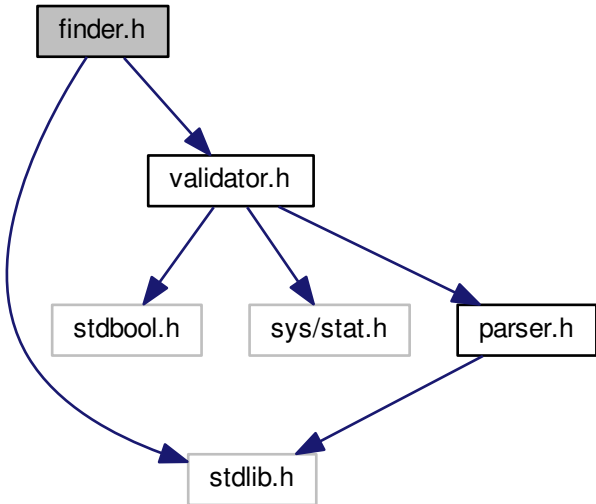 finder.h
validator.h
stdbool.h
sys/stat.h
parser.h
stdlib.h